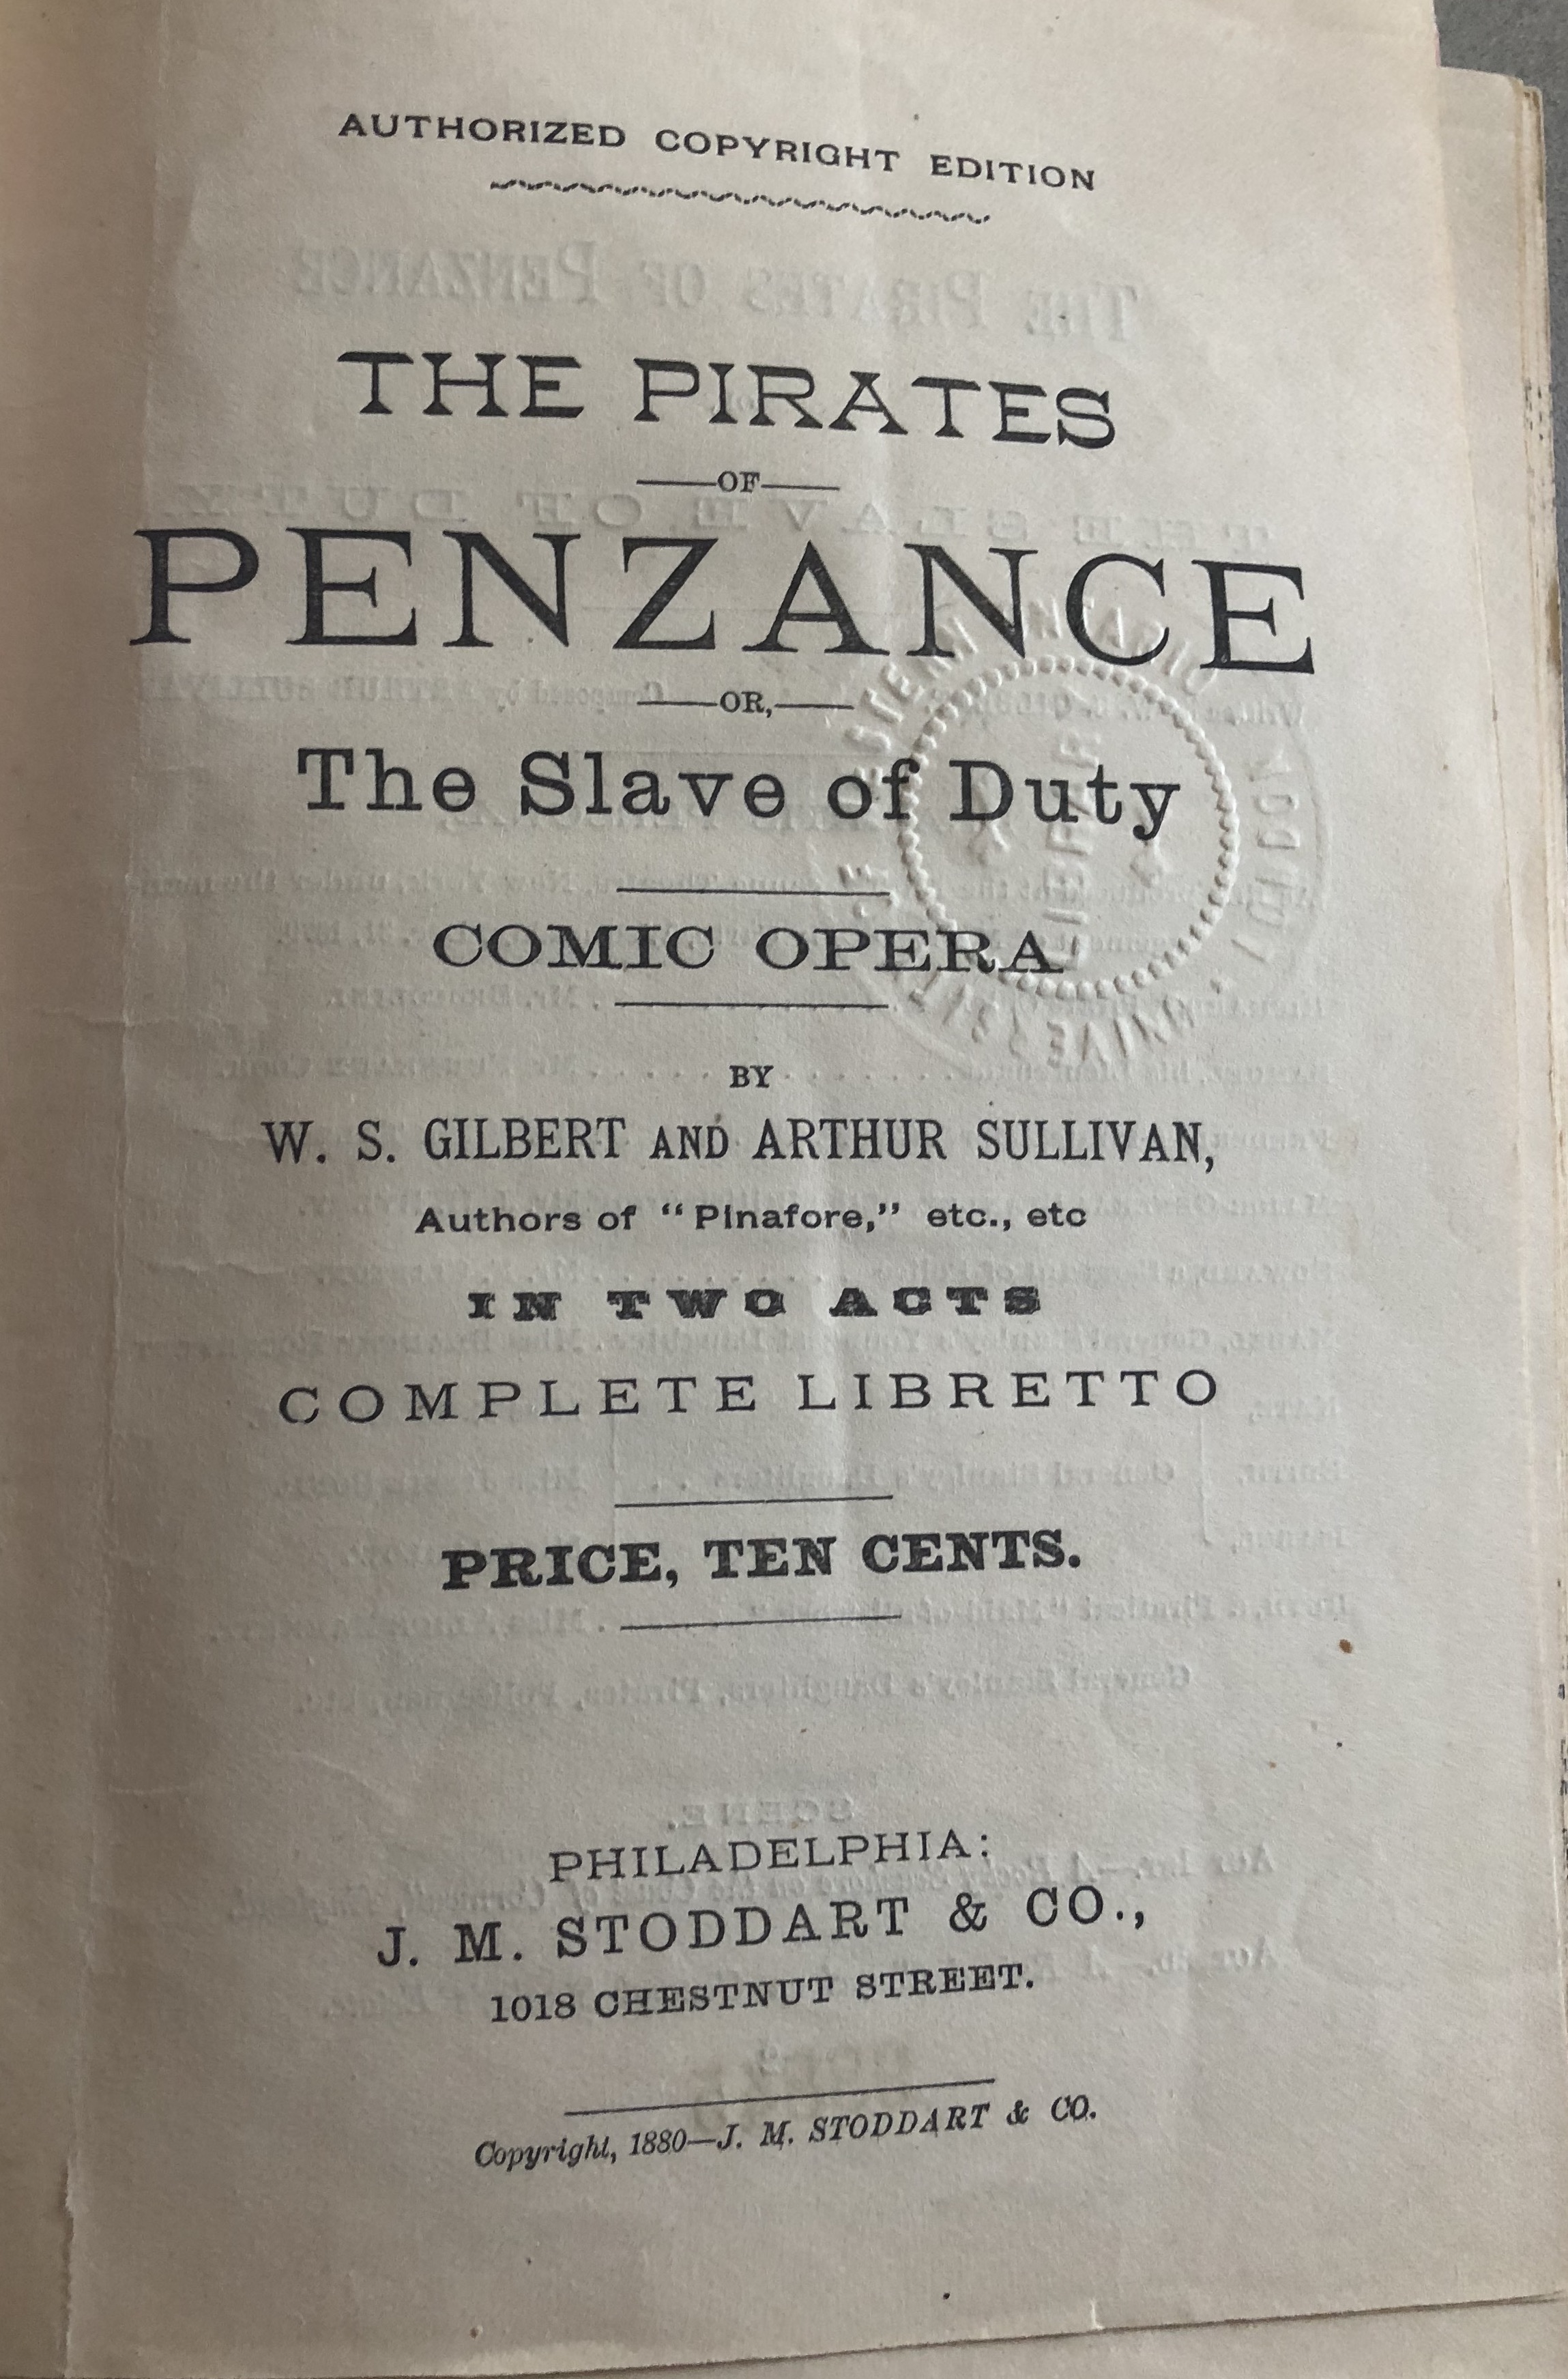 AUTHORIZED COPYRIGHT EDITION
THE PIRATES
OF
PENZANCE
OR,
The Slave of Duty
COMIC OPERA
BY
W. S. GILBERT AND ARTHUR SULLIVAN,
Authors of "Pinafore," etc., etc
IN TWO ACTS
COMPLETE LIBRETTO
PRICE, TEN CENTS.
PHILADELPHIA:
J. M. STODDART & CO.,
1018 CHESTNUT STREET.
Copyright, 1880—J. M. STODDART & CO.